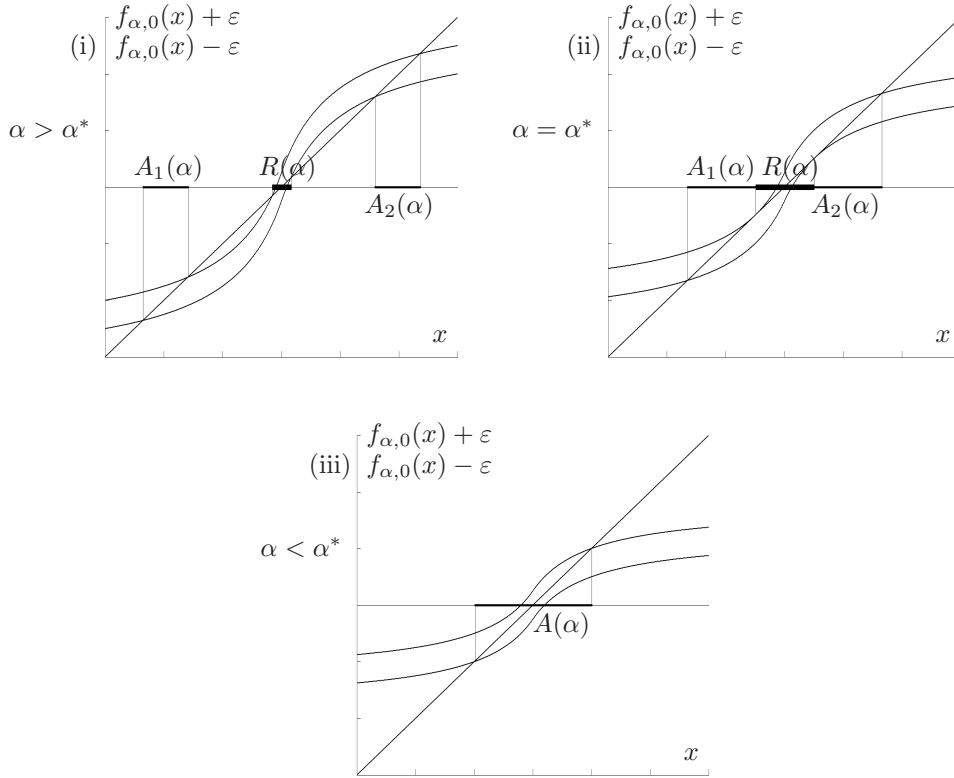 f_{α,0}(x) + ε
(i) f_{α,0}(x) − ε
α > α*
A_1(α) R(α)
A_2(α)
x
f_{α,0}(x) + ε
(ii) f_{α,0}(x) − ε
α = α*
A_1(α) R(α)
A_2(α)
x
f_{α,0}(x) + ε
(iii) f_{α,0}(x) − ε
α < α*
A(α)
x